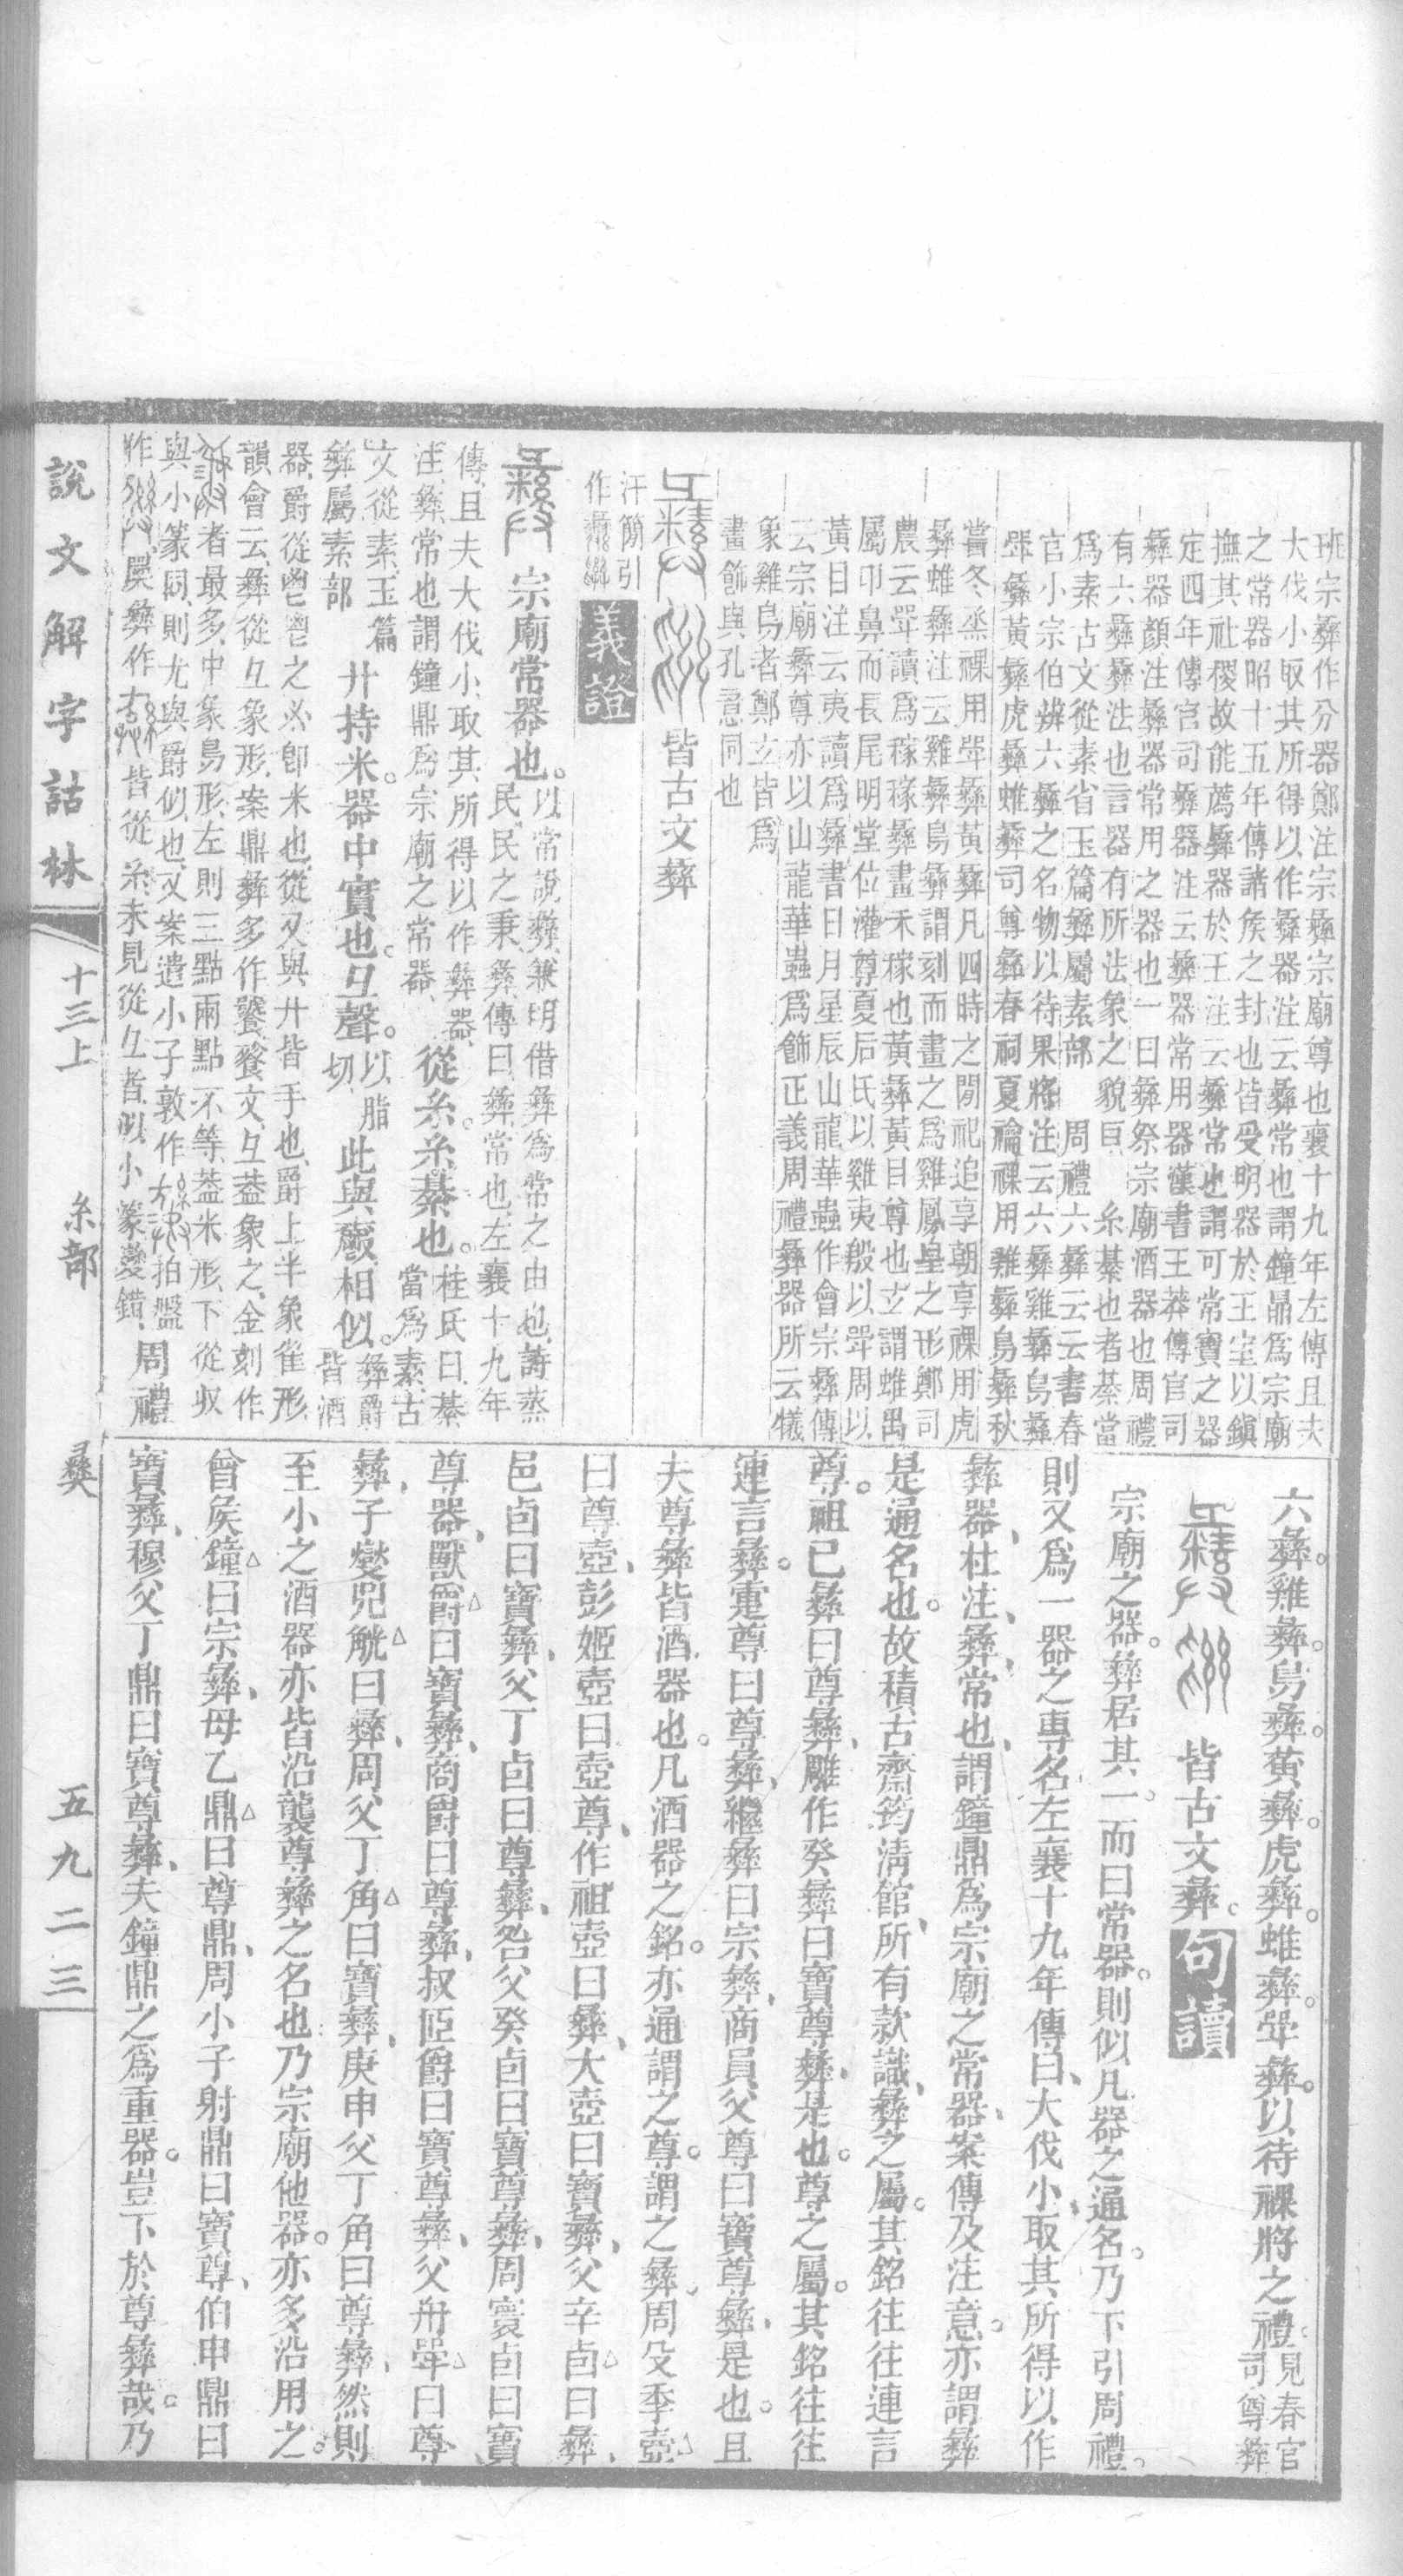 班宗彝作分器鄭注宗彝宗廟尊也襄十九年左傳且夫
大伐小取其所得以作彝器注云彝常也謂鐘鼎爲宗廟
之常器昭十五年傳諸矦之封也皆受明器於王室以鎮
撫其社稷故能薦彝器於王注云彝常也謂可常寶之器
定四年傳官司彝器注云彝器常用器漢書王莽傳官司
彝器顏注彝器常用之器也一曰彝祭宗廟酒器也周禮
有六彝彝法也言器有所法象之貌㠯　糸綦也者綦當
爲素古文從素省玉篇彝屬素部　周禮六彝云云書春
官小宗伯辨六彝之名物以待果將注云六彝雞彝鳥彝
斝彝黃彝虎彝蜼彝司尊彝春祠夏禴祼用雞彝鳥彝秋
嘗冬烝祼用斝彝黃彝凡四時之閒祀追享朝享祼用虎
彝蜼彝注云雞彝鳥彝謂刻而畫之爲雞鳳皇之形鄭司
農云斝讀爲稼稼彝畫禾稼也黃彝黃目尊也玄謂蜼禺
屬卬鼻而長尾明堂位灌尊夏后氏以雞夷殷以斝周以
黃目注云夷讀爲彝書日月星辰山龍華蟲作會宗彝傳
云宗廟彝尊亦以山龍華蟲爲飾正義周禮彝器所云犧
象雞鳥者鄭玄皆爲
畫飾與孔意同也
皆古文彝
汗簡引
作
義證
宗廟常器也。以常說彝兼明借彝爲常之由也詩蒸
民民之秉彝傳曰彝常也左襄十九年
傳且夫大伐小取其所得以作彝器
注彝常也謂鐘鼎爲宗廟之常器從糸。糸綦也。桂氏曰綦
當爲素古
文從素玉篇
彝屬素部廾持米。器中實也。彑聲。以脂
切此與𣫞相似。彝爵
皆酒
器爵從鬯鬯之𠂭卽米也從又與廾皆手也爵上半象雀形
韻會云彝從彑象形案鼎彝多作饕餮文彑葢象之金刻作
者最多中象鳥形左則三點兩點不等葢米形下從収
與小篆同則尤與爵似也又案遣小子敦作拍盤
作㠱彝作皆從糸未見從彑者似小篆變錯周禮
六彝。雞彝。鳥彝。黃彝。虎彝。蜼彝。斝彝。以待祼將之禮。見春官
司尊彝
皆古文彝。
句讀
宗廟之器。彝居其一。而曰常器。則似凡器之通名。乃下引周禮。
則又爲一器之專名左襄十九年傳曰、大伐小、取其所得以作
彝器、杜注、彝常也、謂鐘鼎爲宗廟之常器、案傳及注意。亦謂彝
是通名也。故積古齋筠淸館、所有款識、彝之屬。其銘往往連言
尊。祖已彝曰尊彝、雕作癸彝曰寶尊彝、是也。尊之屬。其銘往往
連言彝。雯尊曰尊彝、繼彝曰宗彝、商員父尊曰寶尊彝、是也。且
夫尊彝皆酒器也。凡酒器之銘。亦通謂之尊。謂之彝。周殳季壺
曰尊壺、彭姬壺曰壺尊、作祖壺曰彝、大壺曰寶彝、父辛卣曰彝、
邑卣曰寶彝、父丁卣曰尊彝、咎父癸卣曰寶尊彝、周寰卣曰寶
尊器、獸爵曰寶彝、商爵曰尊彝、叔𦣞爵曰寶尊彝、父舟斝曰尊
彝、子燮兕觥曰彝、周父丁角曰寶彝、庚申父丁角曰尊彝、然則
至小之酒器亦皆沿襲尊彝之名也乃宗廟他器。亦多沿用之。
曾矦鐘曰宗彝、母乙鼎曰尊鼎、周小子射鼎曰寶尊、伯申鼎曰
寶彝、穆父丁鼎曰寶尊彝、夫鐘鼎之爲重器。豈下於尊彝哉。乃
說文解字詁林　十三上　糸部　彝　五九二三